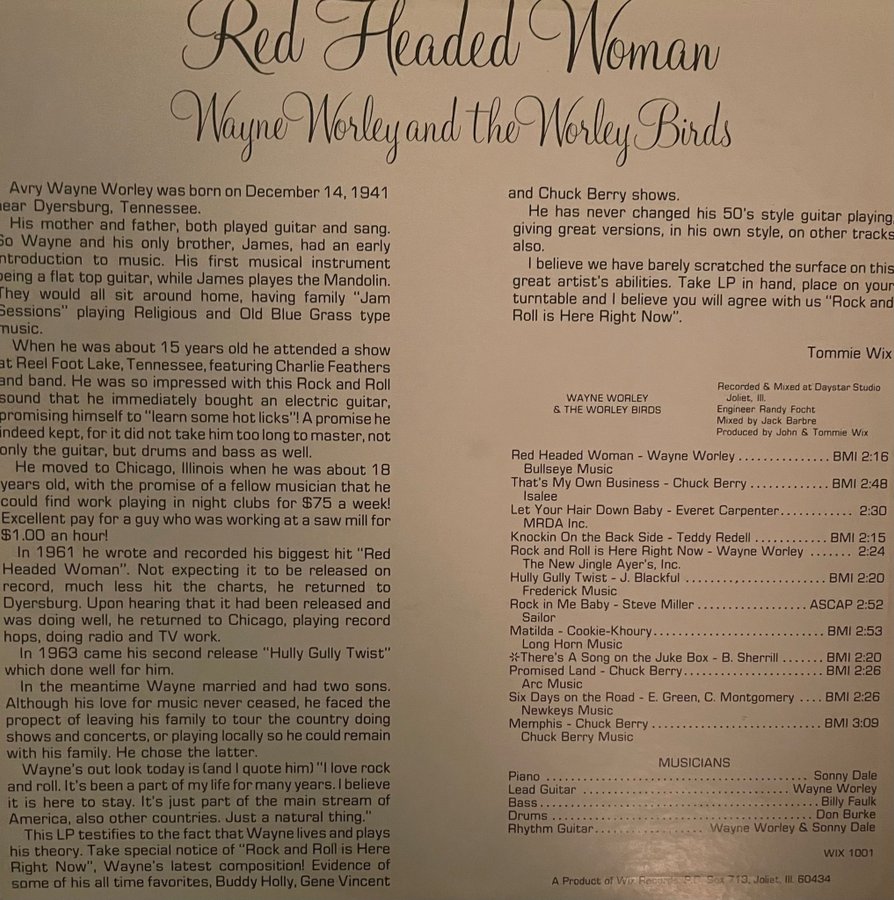 Red Headed Woman
Wayne Worley and the Worley Birds
Avry Wayne Worley was born on December 14, 1941
near Dyersburg, Tennessee.
His mother and father, both played guitar and sang.
So Wayne and his only brother, James, had an early
introduction to music. His first musical instrument
being a flat top guitar, while James playes the Mandolin.
They would all sit around home, having family "Jam
Sessions" playing Religious and Old Blue Grass type
music.
When he was about 15 years old he attended a show
at Reel Foot Lake, Tennessee, featuring Charlie Feathers
and band. He was so impressed with this Rock and Roll
sound that he immediately bought an electric guitar,
promising himself to "learn some hot licks"! A promise he
indeed kept, for it did not take him too long to master, not
only the guitar, but drums and bass as well.
He moved to Chicago, Illinois when he was about 18
years old, with the promise of a fellow musician that he
could find work playing in night clubs for $75 a week!
Excellent pay for a guy who was working at a saw mill for
$1.00 an hour!
In 1961 he wrote and recorded his biggest hit "Red
Headed Woman". Not expecting it to be released on
record, much less hit the charts, he returned to
Dyersburg. Upon hearing that it had been released and
was doing well, he returned to Chicago, playing record
hops, doing radio and TV work.
In 1963 came his second release "Hully Gully Twist"
which done well for him.
In the meantime Wayne married and had two sons.
Although his love for music never ceased, he faced the
propect of leaving his family to tour the country doing
shows and concerts, or playing locally so he could remain
with his family. He chose the latter.
Wayne's out look today is (and I quote him) "I love rock
and roll. It's been a part of my life for many years. I believe
it is here to stay. It's just part of the main stream of
America, also other countries. Just a natural thing."
This LP testifies to the fact that Wayne lives and plays
his theory. Take special notice of "Rock and Roll is Here
Right Now", Wayne's latest composition! Evidence of
some of his all time favorites, Buddy Holly, Gene Vincent
and Chuck Berry shows.
He has never changed his 50's style guitar playing,
giving great versions, in his own style, on other tracks
also.
I believe we have barely scratched the surface on this
great artist's abilities. Take LP in hand, place on your
turntable and I believe you will agree with us "Rock and
Roll is Here Right Now".
Tommie Wix
WAYNE WORLEY
& THE WORLEY BIRDS
Recorded & Mixed at Daystar Studio
Joliet, Ill.
Engineer Randy Focht
Mixed by Jack Barbre
Produced by John & Tommie Wix
Red Headed Woman - Wayne Worley .............. BMI 2:16
Bullseye Music
That's My Own Business - Chuck Berry ............ BMI 2:48
Isalee
Let Your Hair Down Baby - Everet Carpenter............ 2:30
MRDA Inc.
Knockin On the Back Side - Teddy Redell ........... BMI 2:15
Rock and Roll is Here Right Now - Wayne Worley ....... 2:24
The New Jingle Ayer's, Inc.
Hully Gully Twist - J. Blackful ...................... BMI 2:20
Frederick Music
Rock in Me Baby - Steve Miller ................. ASCAP 2:52
Sailor
Matilda - Cookie-Khoury.......................... BMI 2:53
Long Horn Music
*There's A Song on the Juke Box - B. Sherrill ...... BMI 2:20
Promised Land - Chuck Berry...................... BMI 2:26
Arc Music
Six Days on the Road - E. Green, C. Montgomery .... BMI 2:26
Newkeys Music
Memphis - Chuck Berry ........................... BMI 3:09
Chuck Berry Music
MUSICIANS
Piano ........................................ Sonny Dale
Lead Guitar ................................ Wayne Worley
Bass.......................................... Billy Faulk
Drums ........................................ Don Burke
Rhythm Guitar................. Wayne Worley & Sonny Dale
WIX 1001
A Product of Wix Records, P.O. Box 713, Joliet, Ill. 60434